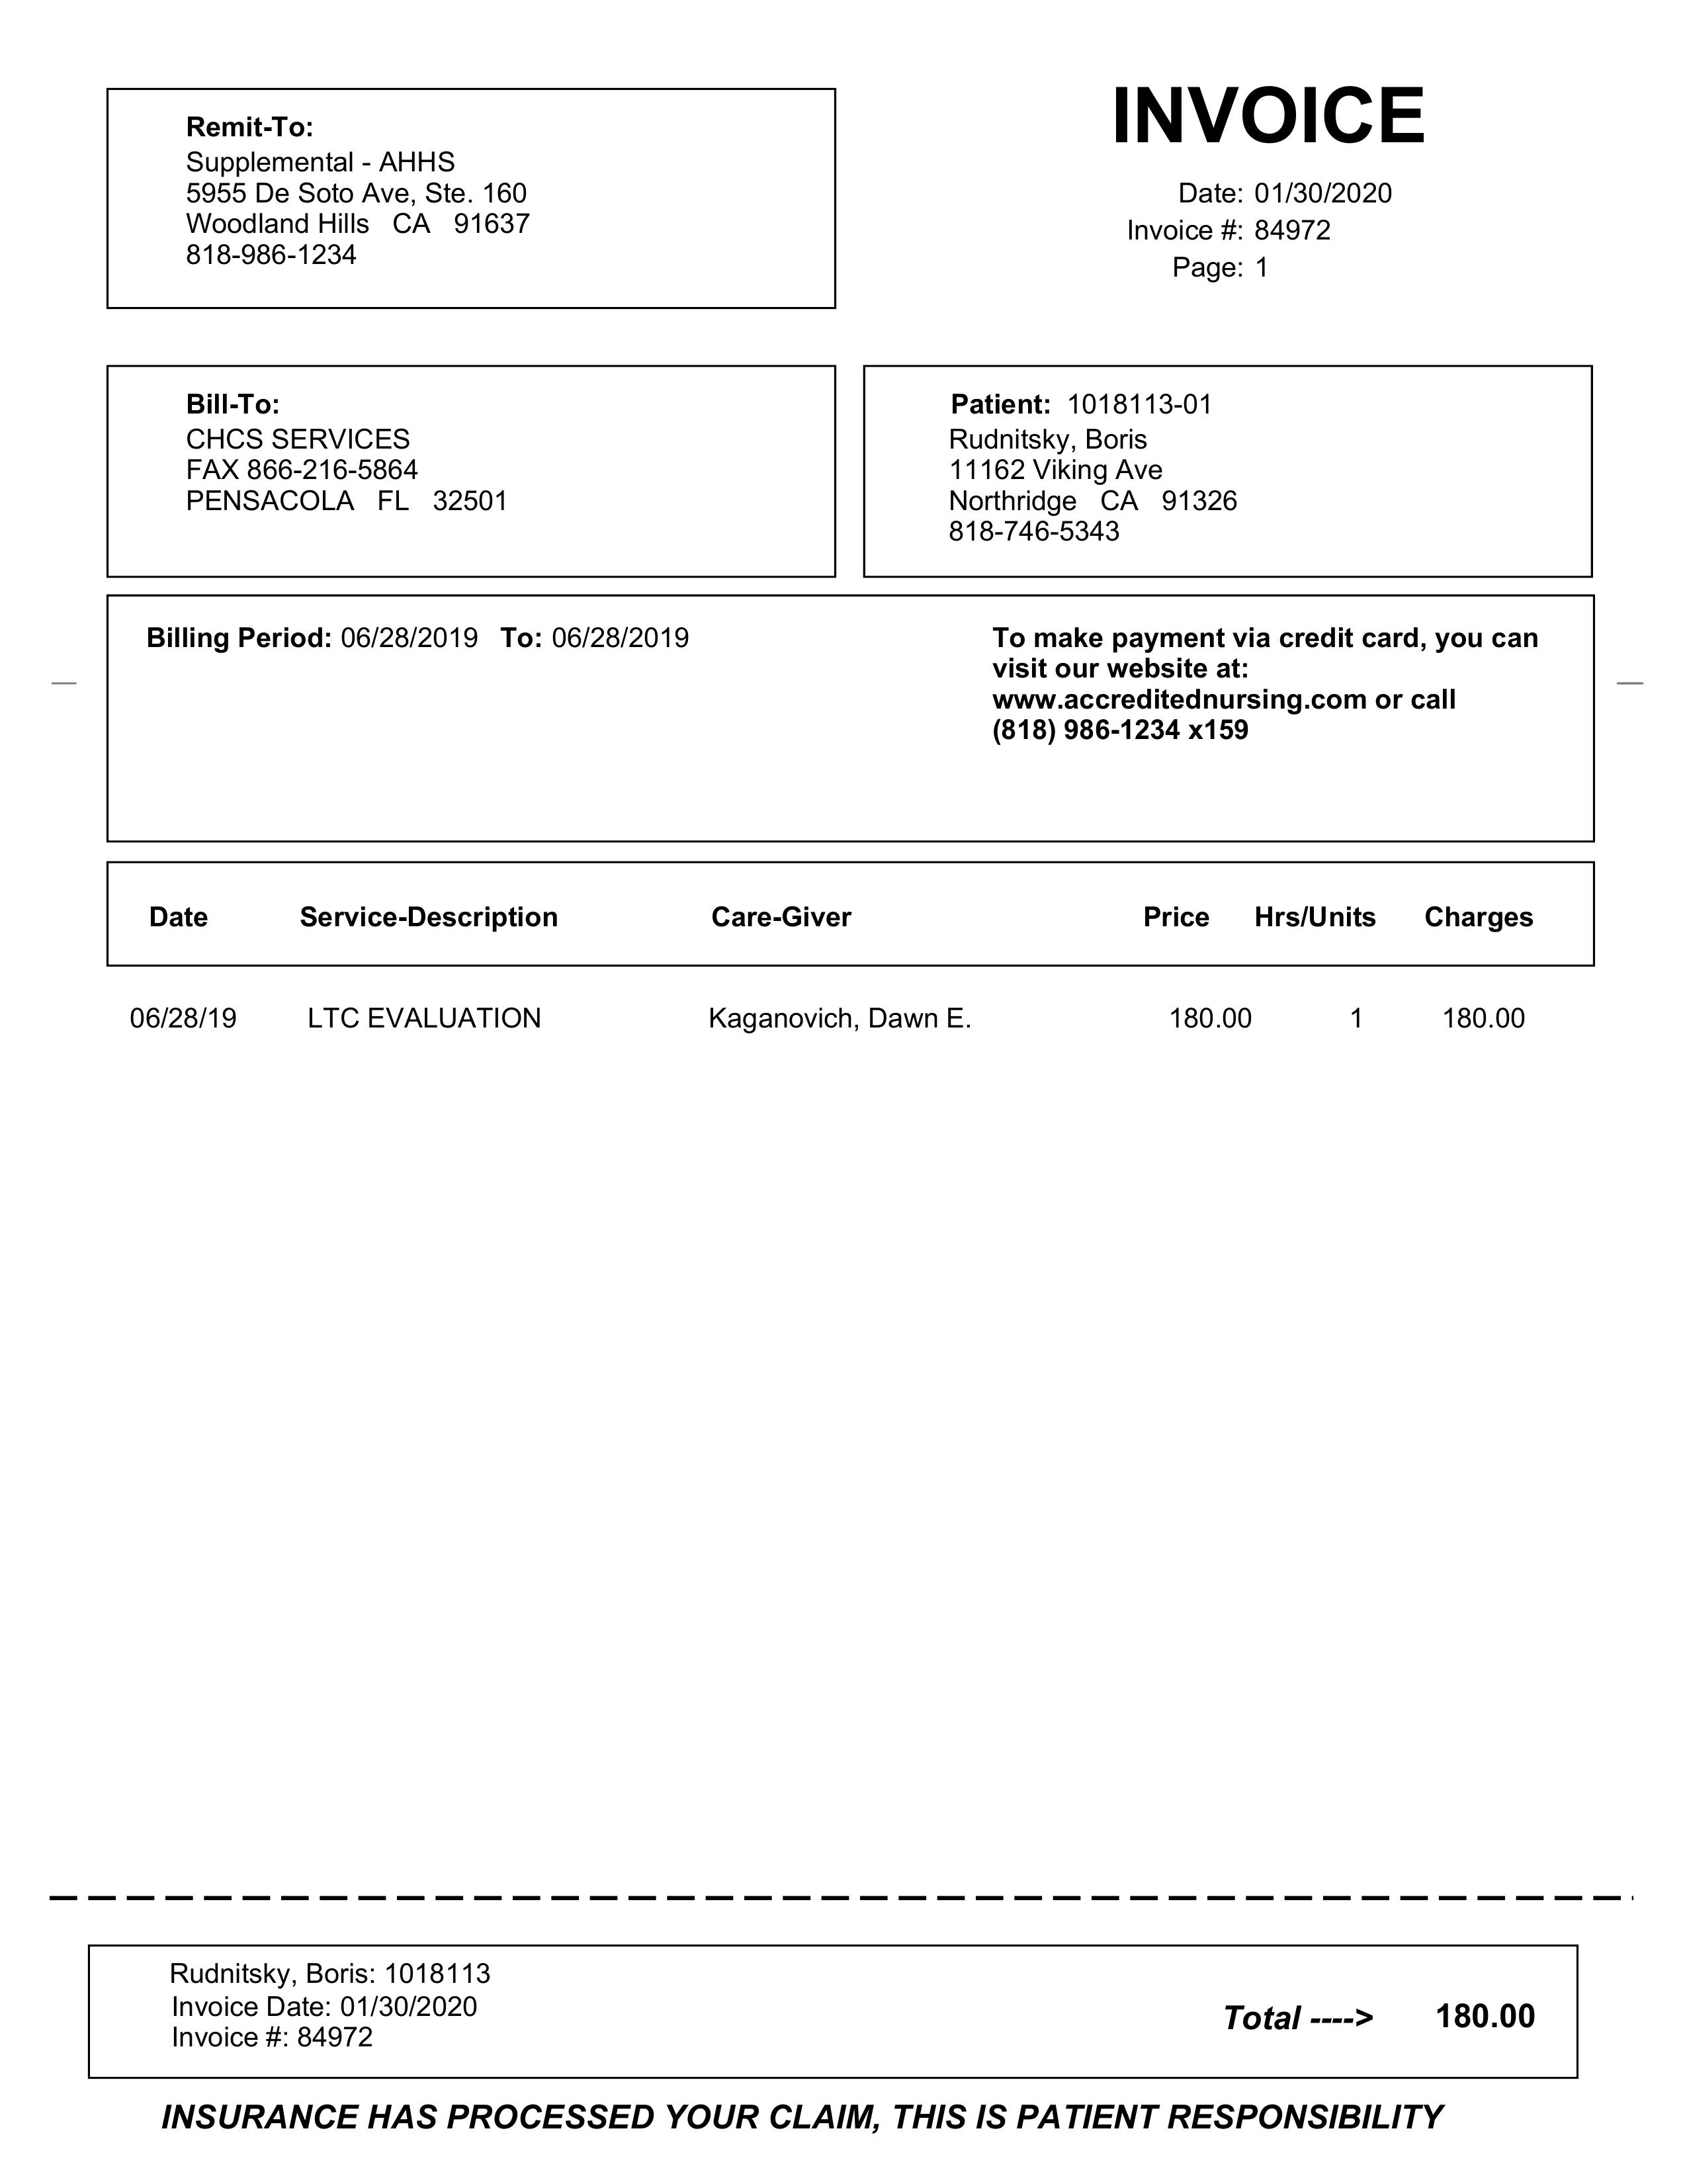 INVOICE
Remit-To:
Supplemental - AHHS
5955 De Soto Ave, Ste. 160
Woodland Hills CA 91637
818-986-1234
Date: 01/30/2020
Invoice #: 84972
Page: 1
Bill-To:
CHCS SERVICES
FAX 866-216-5864
PENSACOLA FL 32501
Patient: 1018113-01
Rudnitsky, Boris
11162 Viking Ave
Northridge CA 91326
818-746-5343
Billing Period: 06/28/2019 To: 06/28/2019
To make payment via credit card, you can
visit our website at:
www.accreditednursing.com or call
(818) 986-1234 x159
Date Service-Description Care-Giver Price Hrs/Units Charges
06/28/19 LTC EVALUATION Kaganovich, Dawn E. 180.00 1 180.00
Rudnitsky, Boris: 1018113
Invoice Date: 01/30/2020
Invoice #: 84972
Total ----> 180.00
INSURANCE HAS PROCESSED YOUR CLAIM, THIS IS PATIENT RESPONSIBILITY